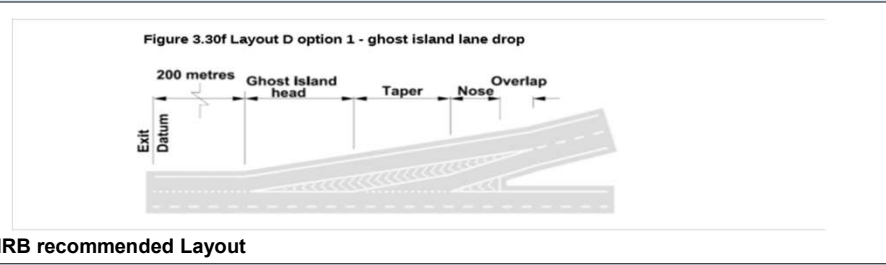 Figure 3.30f Layout D option 1 - ghost island lane drop
200 metres
Ghost Island
head
Taper
Nose
Overlap
Exit
Datum
RB recommended Layout